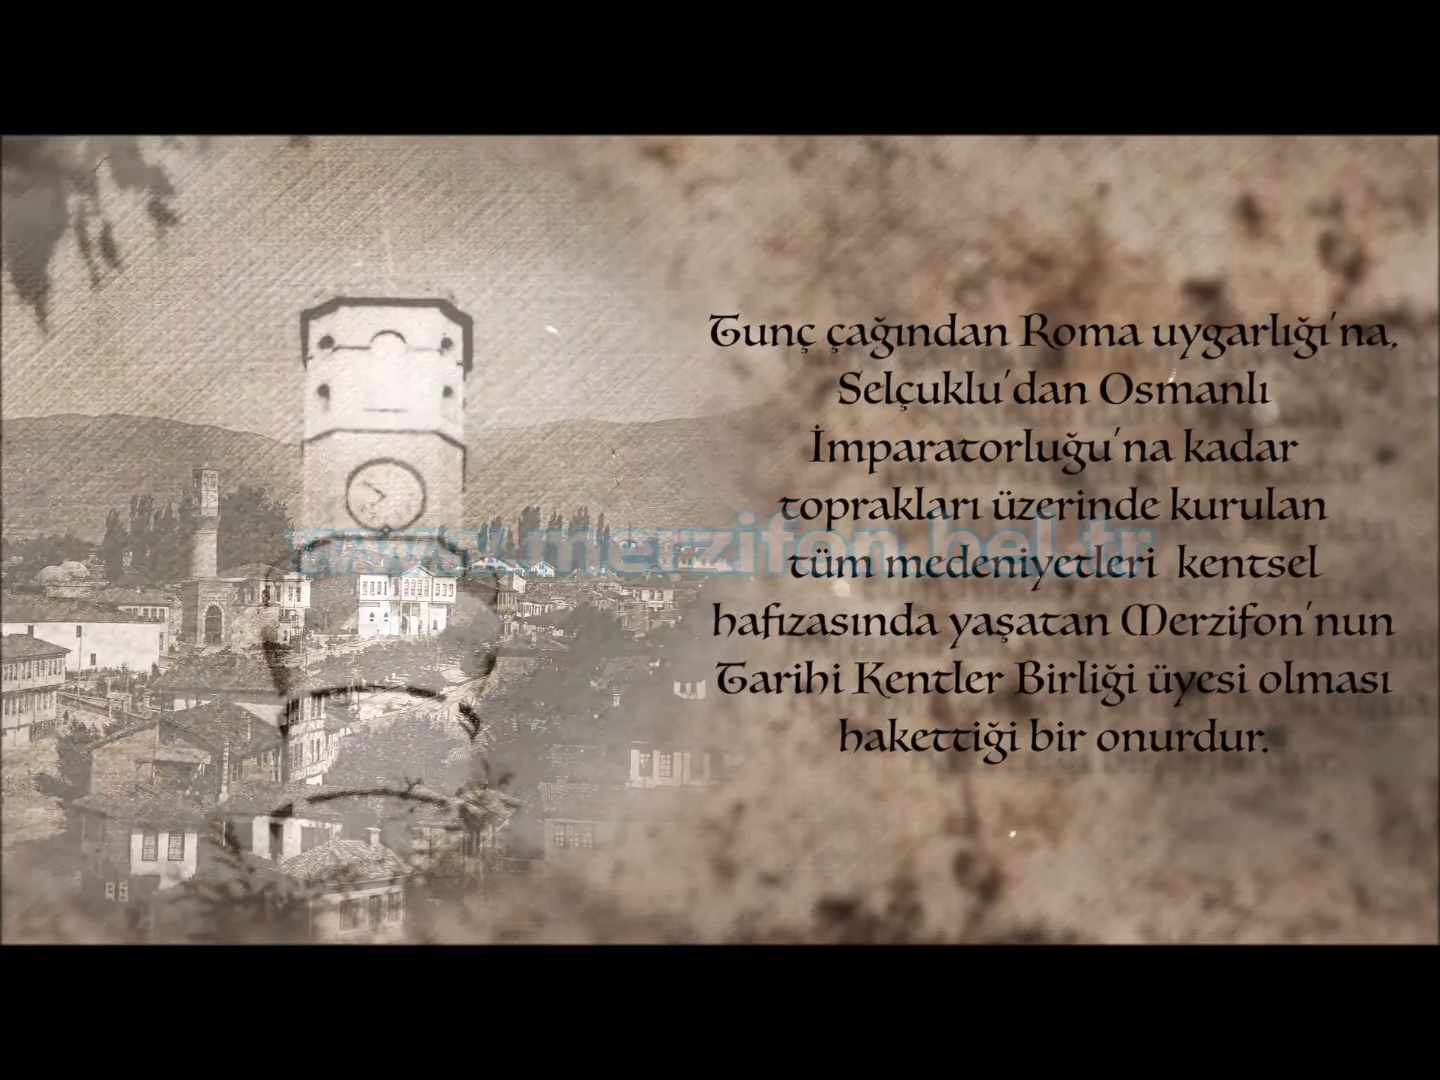 Tunç çağından Roma uygarlığı'na,
Selçuklu'dan Osmanlı
İmparatorluğu'na kadar
toprakları üzerinde kurulan
www.merzifon.bel.tr
tüm medeniyetleri kentsel
hafızasında yaşatan Merzifon'nun
Tarihi Kentler Birliği üyesi olması
hakettiği bir onurdur.